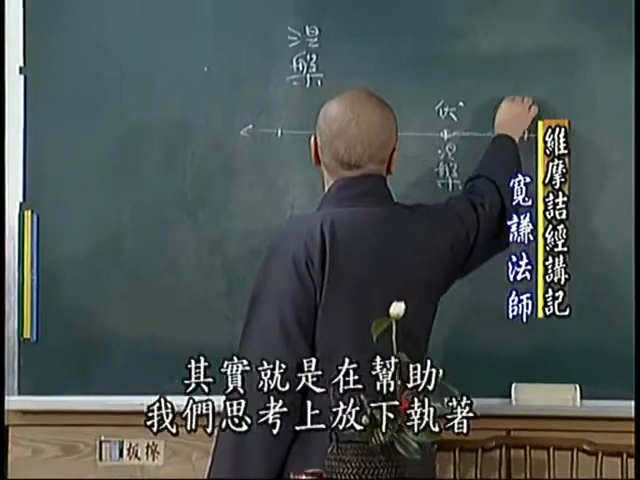 涅
槃
涅
槃
維摩詰經講記
寬謙法師
其實就是在幫助
我們思考上放下執著
板擦